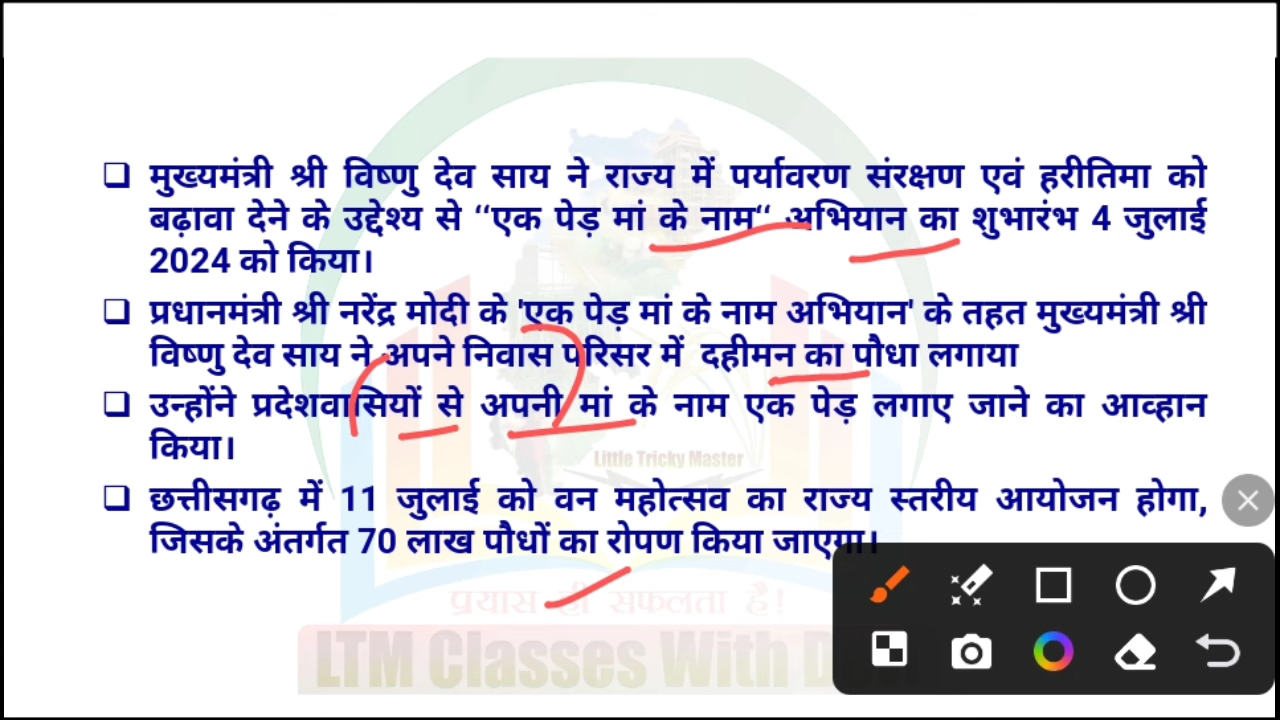 ❑ मुख्यमंत्री श्री विष्णु देव साय ने राज्य में पर्यावरण संरक्षण एवं हरीतिमा को
बढ़ावा देने के उद्देश्य से ‘‘एक पेड़ मां के नाम‘‘ अभियान का शुभारंभ 4 जुलाई
2024 को किया।
❑ प्रधानमंत्री श्री नरेंद्र मोदी के 'एक पेड़ मां के नाम अभियान' के तहत मुख्यमंत्री श्री
विष्णु देव साय ने अपने निवास परिसर में दहीमन का पौधा लगाया
❑ उन्होंने प्रदेशवासियों से अपनी मां के नाम एक पेड़ लगाए जाने का आव्हान
किया।
Little Tricky Master
❑ छत्तीसगढ़ में 11 जुलाई को वन महोत्सव का राज्य स्तरीय आयोजन होगा,
जिसके अंतर्गत 70 लाख पौधों का रोपण किया जाएगा।
प्रयास ही सफलता है!
LTM Classes With